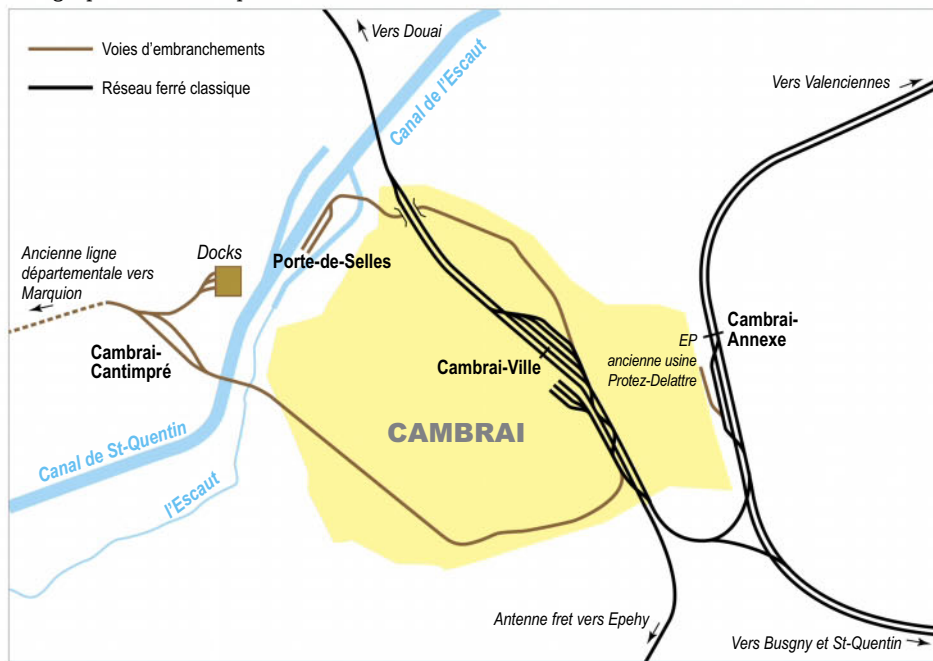 Voies d'embranchements
Réseau ferré classique
Vers Douai
Canal de l'Escaut
Vers Valenciennes
Ancienne ligne
départementale vers
Marquion
Docks
Porte-de-Selles
Cambrai-
Cantimpré
Cambrai-Ville
EP
ancienne usine
Protez-Delattre
Cambrai-
Annexe
CAMBRAI
Canal de St-Quentin
l'Escaut
Antenne fret vers Epehy
Vers Busgny et St-Quentin